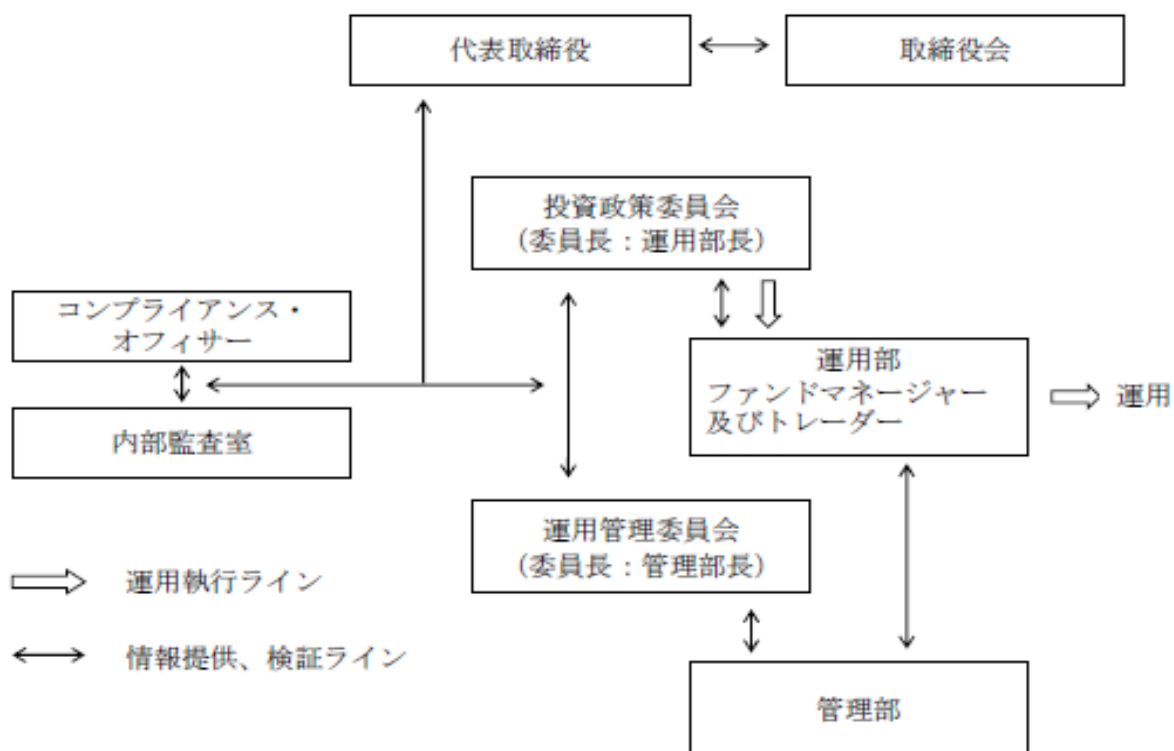 代表取締役
取締役会
投資政策委員会
(委員長：運用部長)
コンプライアンス・
オフィサー
運用部
ファンドマネージャー
及びトレーダー
運用
内部監査室
運用管理委員会
(委員長：管理部長)
運用執行ライン
情報提供、検証ライン
管理部